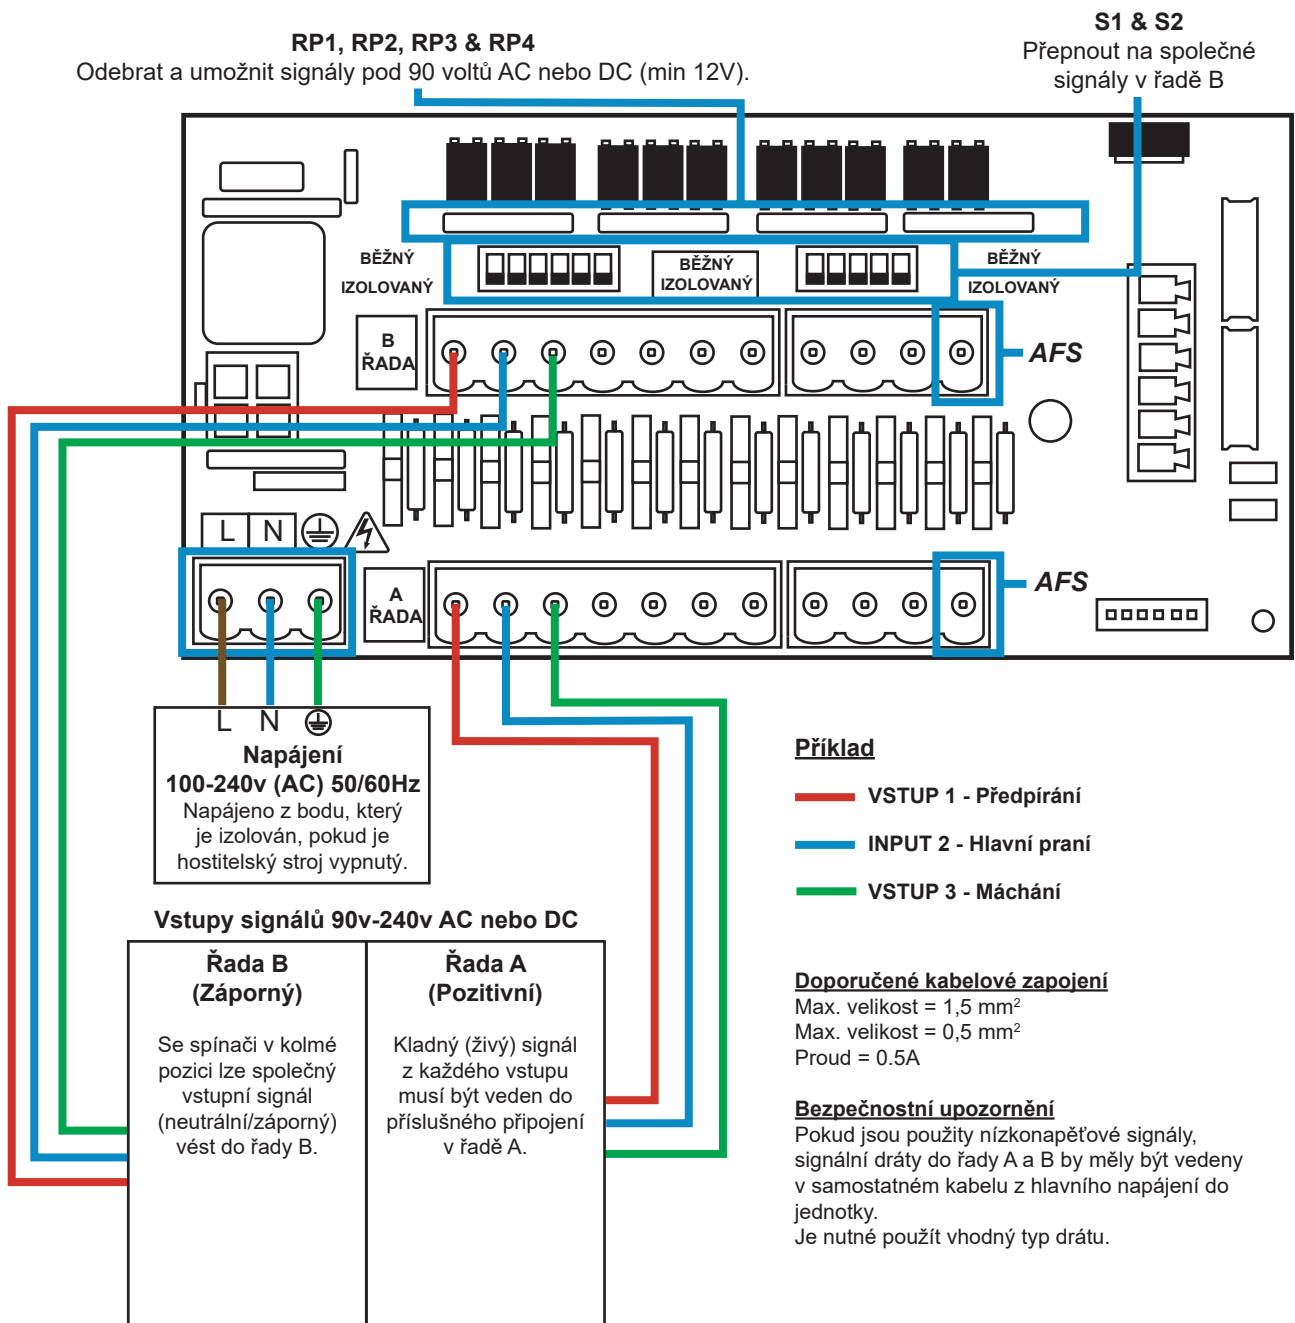 RP1, RP2, RP3 & RP4
Odebrat a umožnit signály pod 90 voltů AC nebo DC (min 12V).
S1 & S2
Přepnout na společné
signály v řadě B
BĚŽNÝ
IZOLOVANÝ
BĚŽNÝ
IZOLOVANÝ
BĚŽNÝ
IZOLOVANÝ
B
ŘADA
AFS
L N
A
ŘADA
AFS
L N
Napájení
100-240v (AC) 50/60Hz
Napájeno z bodu, který
je izolován, pokud je
hostitelský stroj vypnutý.
Příklad
VSTUP 1 - Předpírání
INPUT 2 - Hlavní praní
VSTUP 3 - Máchání
Vstupy signálů 90v-240v AC nebo DC
Řada B
(Záporný)
Se spínači v kolmé
pozici lze společný
vstupní signál
(neutrální/záporný)
vést do řady B.
Řada A
(Pozitivní)
Kladný (živý) signál
z každého vstupu
musí být veden do
příslušného připojení
v řadě A.
Doporučené kabelové zapojení
Max. velikost = 1,5 mm²
Max. velikost = 0,5 mm²
Proud = 0.5A
Bezpečnostní upozornění
Pokud jsou použity nízkonapěťové signály,
signální dráty do řady A a B by měly být vedeny
v samostatném kabelu z hlavního napájení do
jednotky.
Je nutné použít vhodný typ drátu.